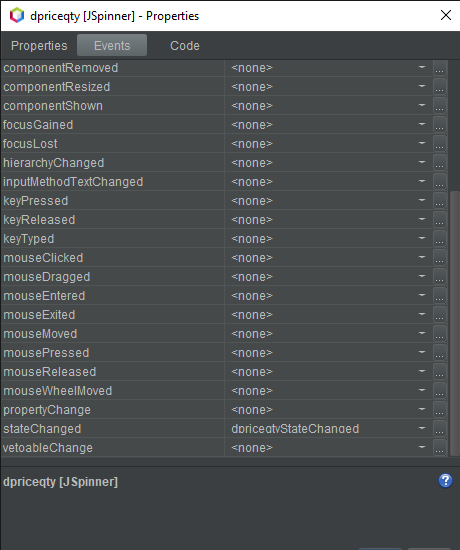 dpriceqty [JSpinner] - Properties
Properties Events Code
componentRemoved <none> ...
componentResized <none> ...
componentShown <none> ...
focusGained <none> ...
focusLost <none> ...
hierarchyChanged <none> ...
inputMethodTextChanged <none> ...
keyPressed <none> ...
keyReleased <none> ...
keyTyped <none> ...
mouseClicked <none> ...
mouseDragged <none> ...
mouseEntered <none> ...
mouseExited <none> ...
mouseMoved <none> ...
mousePressed <none> ...
mouseReleased <none> ...
mouseWheelMoved <none> ...
propertyChange <none> ...
stateChanged dpriceqtyStateChanged ...
vetoableChange <none> ...
dpriceqty [JSpinner] ?